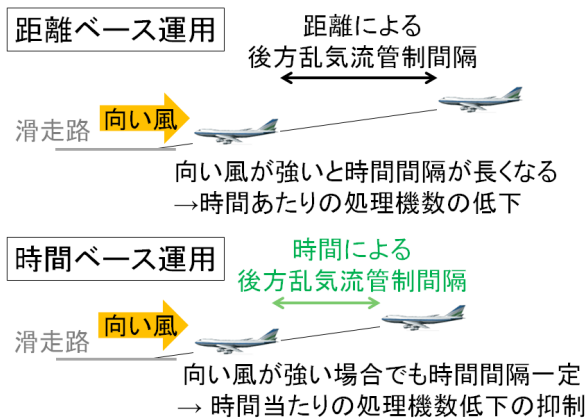 距離ベース運用
距離による
後方乱気流管制間隔
向い風
滑走路
向い風が強いと時間間隔が長くなる
→時間あたりの処理機数の低下
時間ベース運用
時間による
後方乱気流管制間隔
向い風
滑走路
向い風が強い場合でも時間間隔一定
→ 時間当たりの処理機数低下の抑制